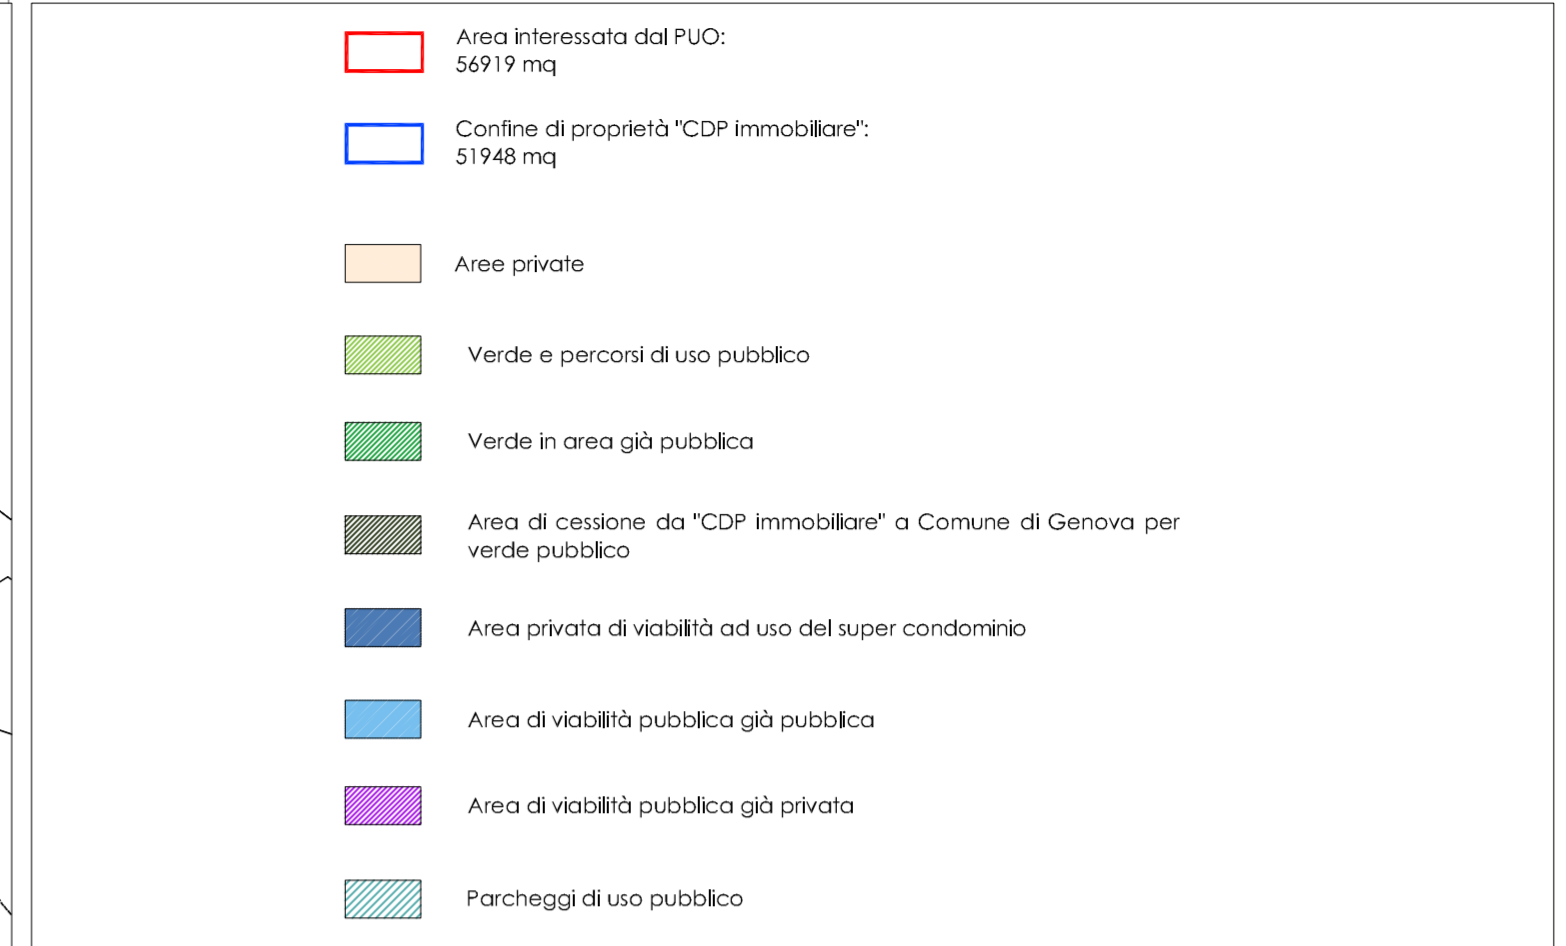 Area interessata dal PUO:
56919 mq
Confine di proprietà "CDP immobiliare":
51948 mq
Aree private
Verde e percorsi di uso pubblico
Verde in area già pubblica
Area di cessione da "CDP immobiliare" a Comune di Genova per
verde pubblico
Area privata di viabilità ad uso del super condominio
Area di viabilità pubblica già pubblica
Area di viabilità pubblica già privata
Parcheggi di uso pubblico